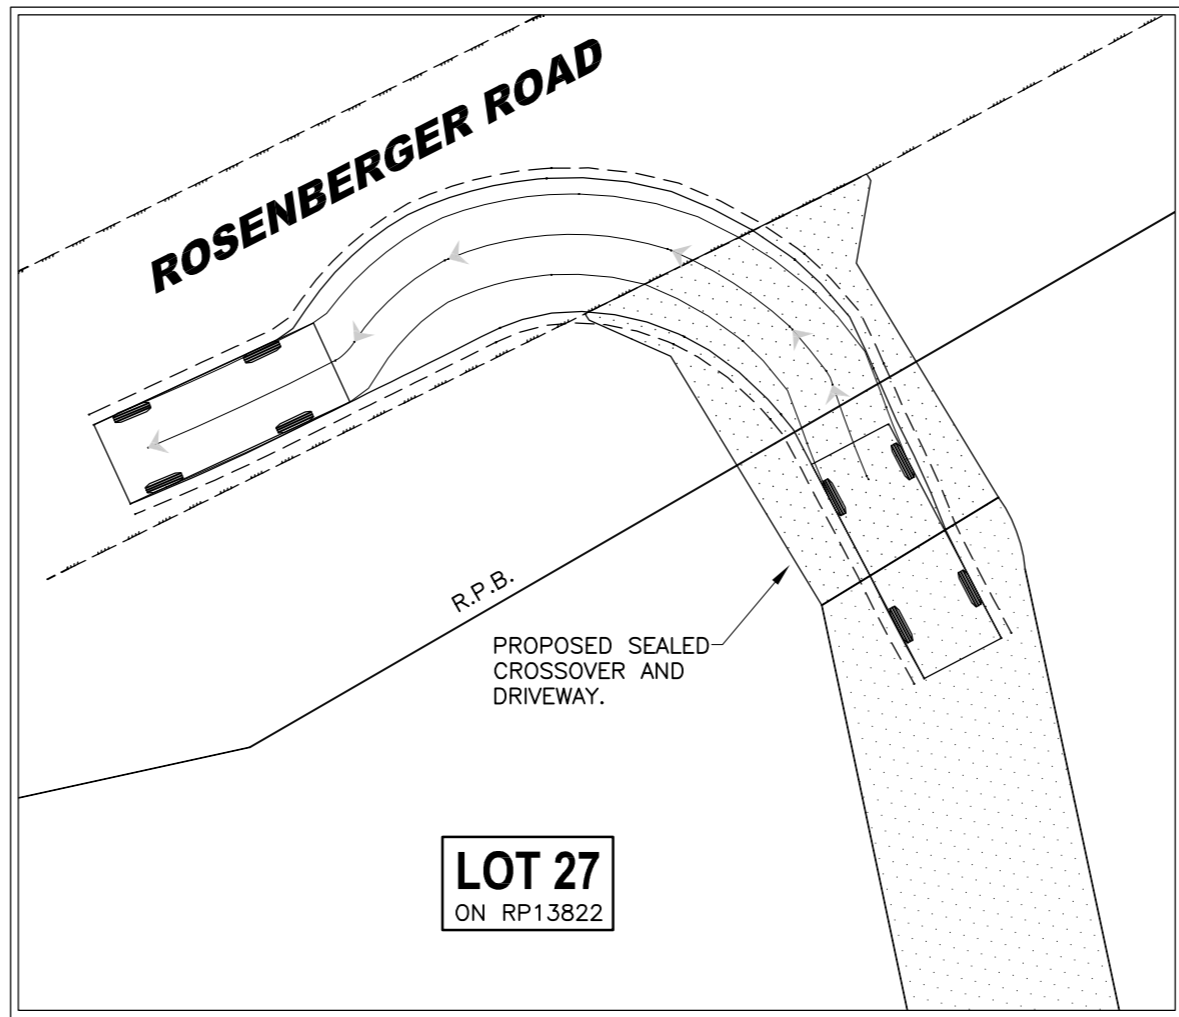 ROSENBERGER ROAD
R.P.B.
PROPOSED SEALED
CROSSOVER AND
DRIVEWAY.
LOT 27
ON RP13822